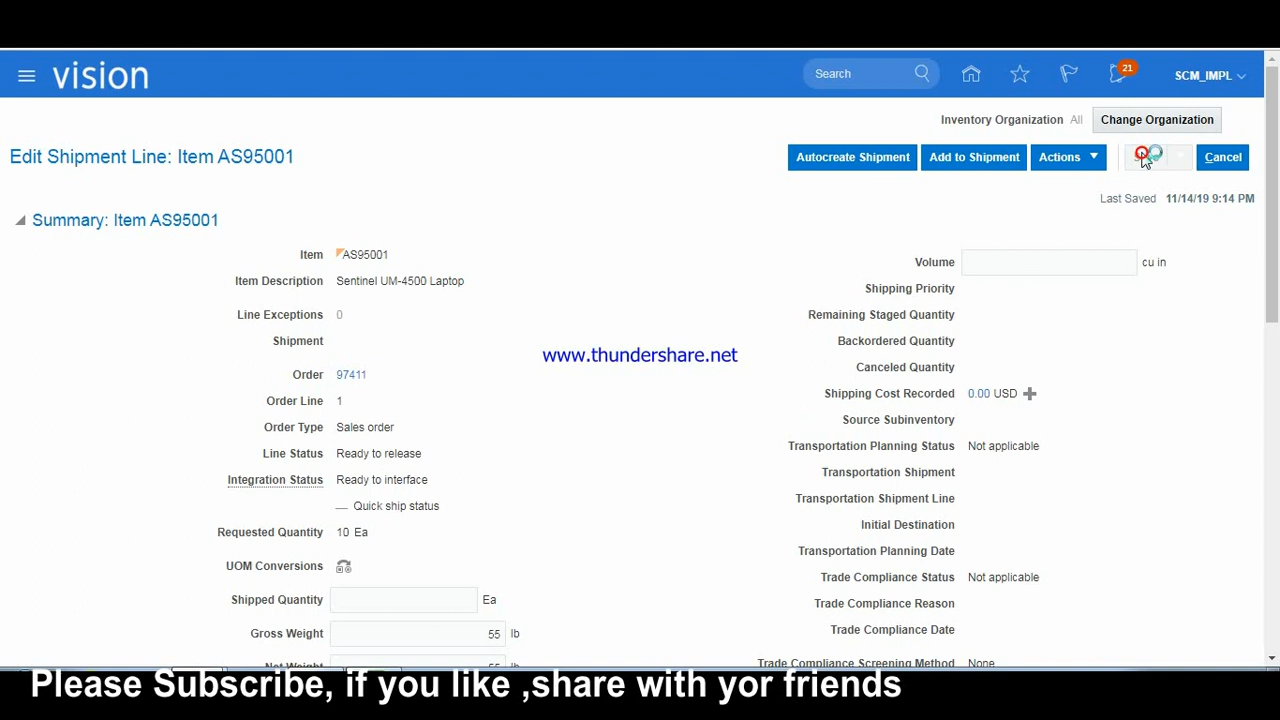 vision
Search
21
SCM_IMPL
Inventory Organization All
Change Organization
Edit Shipment Line: Item AS95001
Autocreate Shipment
Add to Shipment
Actions
Cancel
Last Saved 11/14/19 9:14 PM
Summary: Item AS95001
Item AS95001
Item Description Sentinel UM-4500 Laptop
Line Exceptions 0
Shipment
Order 97411
Order Line 1
Order Type Sales order
Line Status Ready to release
Integration Status Ready to interface
Quick ship status
Requested Quantity 10 Ea
UOM Conversions
Shipped Quantity Ea
Gross Weight 55 lb
Net Weight 55 lb
Volume cu in
Shipping Priority
Remaining Staged Quantity
Backordered Quantity
Canceled Quantity
Shipping Cost Recorded 0.00 USD
Source Subinventory
Transportation Planning Status Not applicable
Transportation Shipment
Transportation Shipment Line
Initial Destination
Transportation Planning Date
Trade Compliance Status Not applicable
Trade Compliance Reason
Trade Compliance Date
Trade Compliance Screening Method None
www.thundershare.net
Please Subscribe, if you like ,share with yor friends